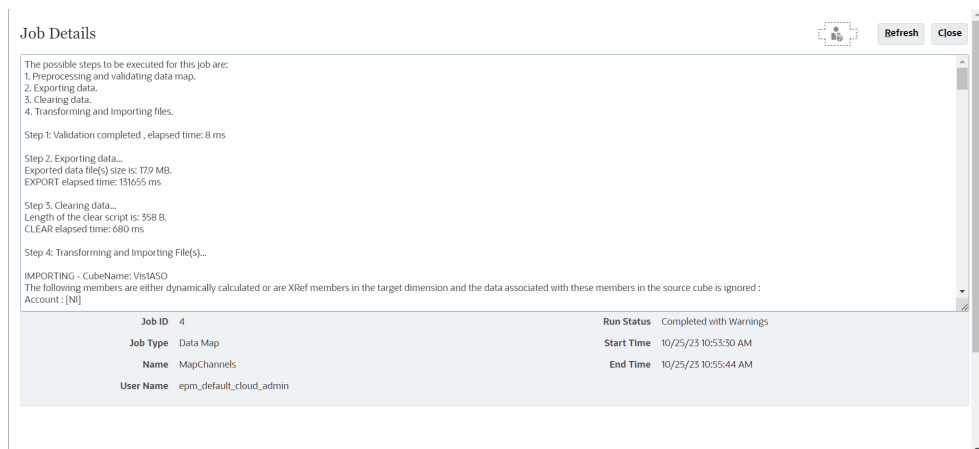 Job Details
Refresh
Close
The possible steps to be executed for this job are:
1. Preprocessing and validating data map.
2. Exporting data.
3. Clearing data.
4. Transforming and Importing files.
Step 1: Validation completed , elapsed time: 8 ms
Step 2. Exporting data...
Exported data file(s) size is: 17.9 MB.
EXPORT elapsed time: 131655 ms
Step 3. Clearing data...
Length of the clear script is: 358 B.
CLEAR elapsed time: 680 ms
Step 4: Transforming and Importing File(s)...
IMPORTING - CubeName: Vis1ASO
The following members are either dynamically calculated or are XRef members in the target dimension and the data associated with these members in the source cube is ignored :
Account : [NI]
Job ID 4
Run Status Completed with Warnings
Job Type Data Map
Start Time 10/25/23 10:53:30 AM
Name MapChannels
End Time 10/25/23 10:55:44 AM
User Name epm_default_cloud_admin